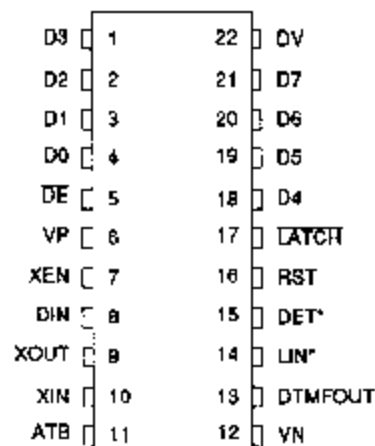 D3 1 22 DV
D2 2 21 D7
D1 3 20 D6
D0 4 19 D5
DE 5 18 D4
VP 6 17 LATCH
XEN 7 16 RST
DIN 8 15 DET*
XOUT 9 14 LIN*
XIN 10 13 DTMFOUT
ATB 11 12 VN